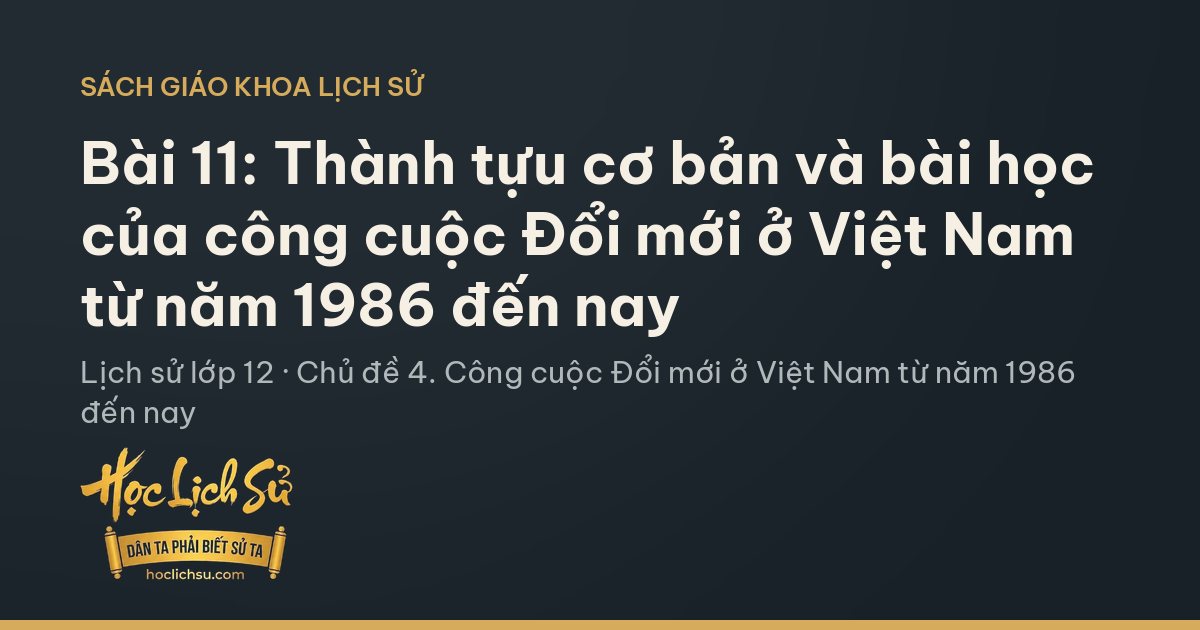 SÁCH GIÁO KHOA LỊCH SỬ
Bài 11: Thành tựu cơ bản và bài học
của công cuộc Đổi mới ở Việt Nam
từ năm 1986 đến nay
Lịch sử lớp 12 · Chủ đề 4. Công cuộc Đổi mới ở Việt Nam từ năm 1986
đến nay
Học Lịch Sử
DÂN TA PHẢI BIẾT SỬ TA
hoclichsu.com